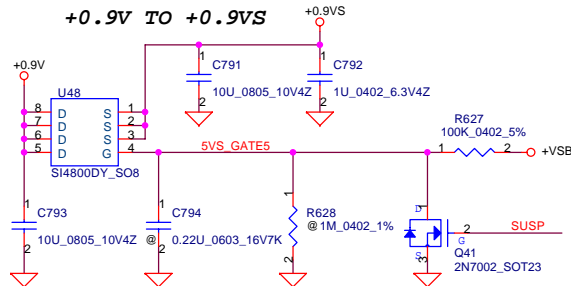 +0.9V TO +0.9VS
+0.9VS
+0.9V
U48
8 D S 1
7 D S 2
6 D S 3
5 D G 4
SI4800DY_SO8
1
C791
2
10U_0805_10V4Z
1
C792
2
1U_0402_6.3V4Z
5VS_GATE5
R627
100K_0402_5%
1 2
+VSB
1
C793
2
10U_0805_10V4Z
1
C794
2
@
0.22U_0603_16V7K
1
R628
@1M_0402_1%
2
D
1
2
G
SUSP
S
3
Q41
2N7002_SOT23